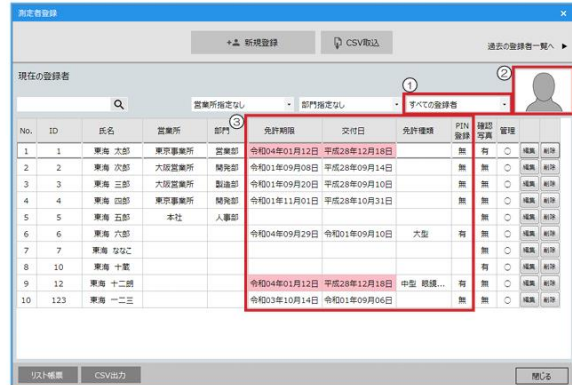 測定者登録 ×
+ 新規登録 CSV取込
過去の登録者一覧へ ▶
現在の登録者
① ②
営業所指定なし 部門指定なし すべての登録者
③
No. ID 氏名 営業所 部門 免許期限 交付日 免許種類 PIN登録 確認写真 管理
1 1 東海 太郎 東京事業所 営業部 令和04年01月12日 平成28年12月18日 無 有 ○ 編集 削除
2 2 東海 次郎 大阪営業所 開発部 令和01年09月08日 平成28年09月14日 無 無 ○ 編集 削除
3 3 東海 三郎 大阪営業所 製造部 令和01年09月20日 平成28年09月10日 無 無 ○ 編集 削除
4 4 東海 四郎 東京事業所 開発部 令和01年11月01日 平成28年10月31日 無 無 ○ 編集 削除
5 5 東海 五郎 本社 人事部 無 ○ 編集 削除
6 6 東海 六郎 令和04年09月29日 令和01年09月10日 大型 有 無 ○ 編集 削除
7 7 東海 ななこ 無 ○ 編集 削除
8 10 東海 十蔵 有 ○ 編集 削除
9 12 東海 十二朗 令和04年01月12日 平成28年12月18日 中型 眼鏡... 有 無 ○ 編集 削除
10 123 東海 一二三 令和03年10月14日 令和01年09月06日 無 無 ○ 編集 削除
リスト帳票 CSV出力 閉じる